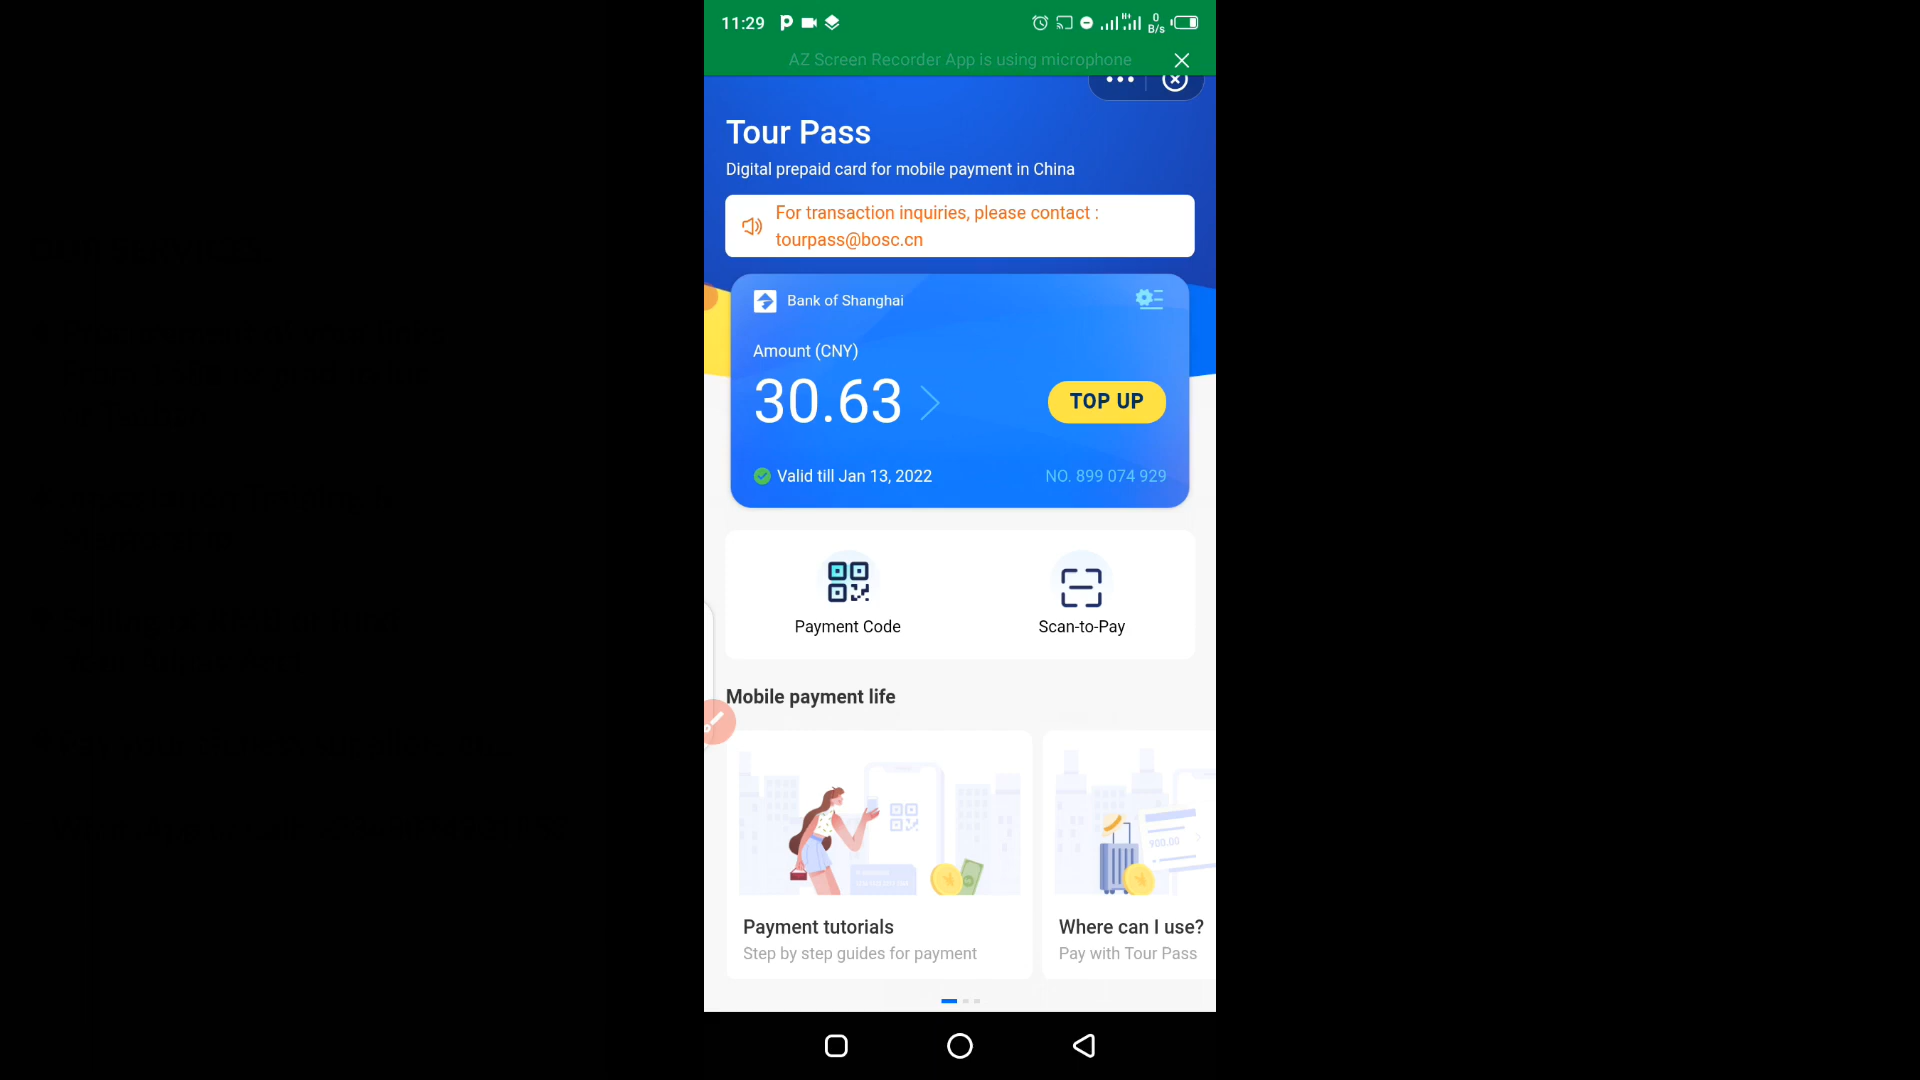 11:29
0
B/s
AZ Screen Recorder App is using microphone
Tour Pass
Digital prepaid card for mobile payment in China
For transaction inquiries, please contact :
tourpass@bosc.cn
Bank of Shanghai
Amount (CNY)
30.63
TOP UP
Valid till Jan 13, 2022
NO. 899 074 929
Payment Code
Scan-to-Pay
Mobile payment life
900.00
Payment tutorials
Where can I use?
Step by step guides for payment
Pay with Tour Pass